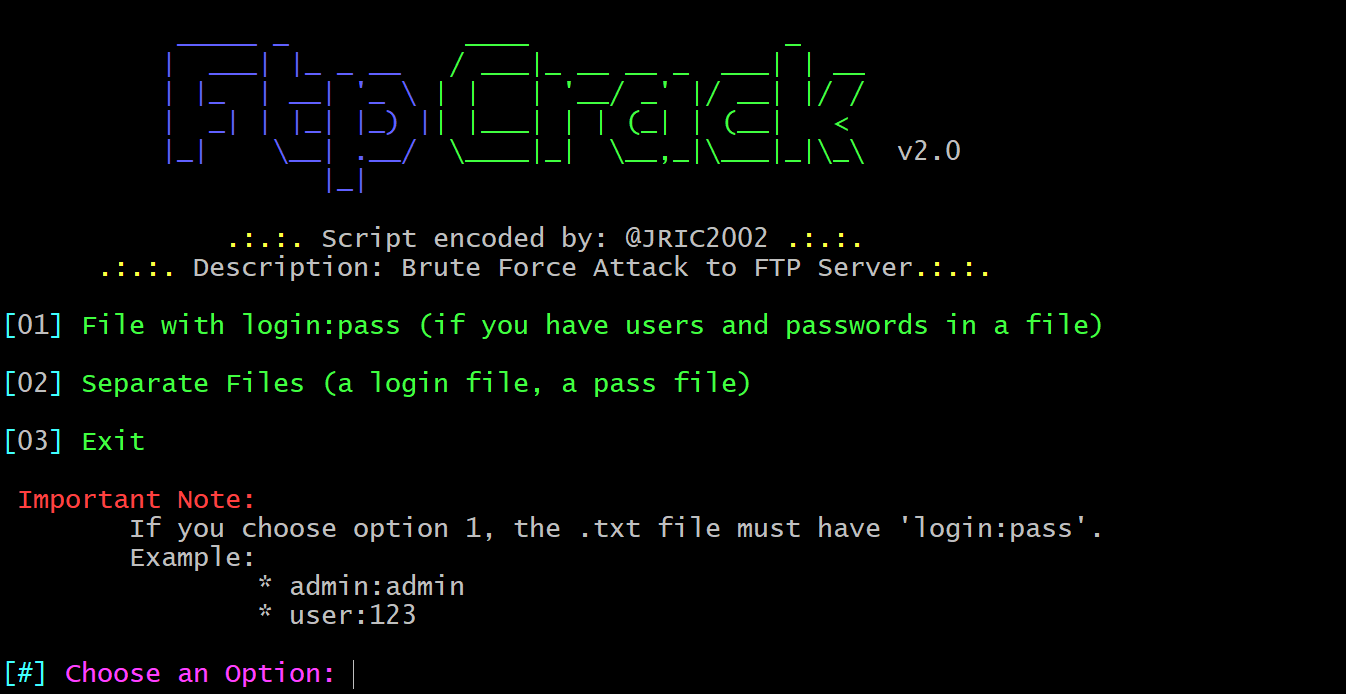 FtpCrack v2.0
.:.:. Script encoded by: @JRIC2002 .:.:.
.:.:. Description: Brute Force Attack to FTP Server.:.:.
[01] File with login:pass (if you have users and passwords in a file)
[02] Separate Files (a login file, a pass file)
[03] Exit
Important Note:
If you choose option 1, the .txt file must have 'login:pass'.
Example:
* admin:admin
* user:123
[#] Choose an Option: